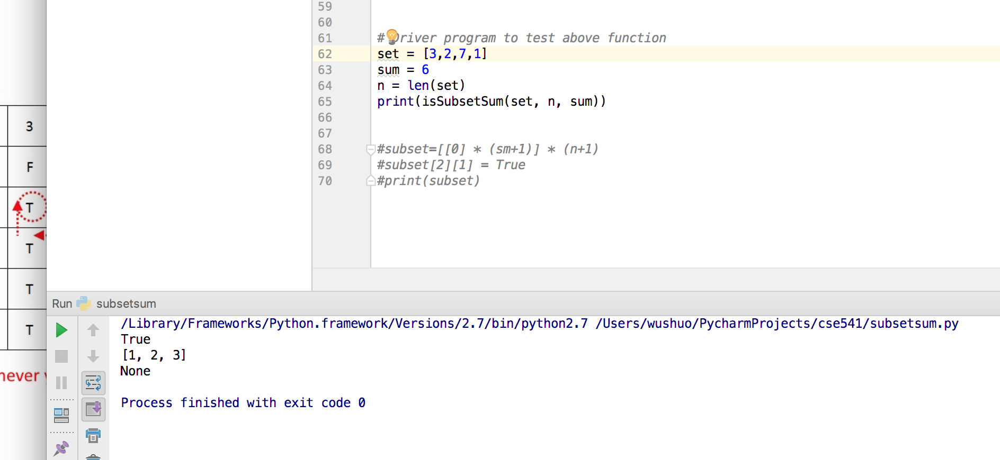 59
60
61 # Driver program to test above function
62 set = [3,2,7,1]
63 sum = 6
64 n = len(set)
65 print(isSubsetSum(set, n, sum))
66
67
68 #subset=[[0] * (sm+1)] * (n+1)
69 #subset[2][1] = True
70 #print(subset)
3
F
T
T
T
T
never
Run subsetsum
/Library/Frameworks/Python.framework/Versions/2.7/bin/python2.7 /Users/wushuo/PycharmProjects/cse541/subsetsum.py
True
[1, 2, 3]
None
Process finished with exit code 0